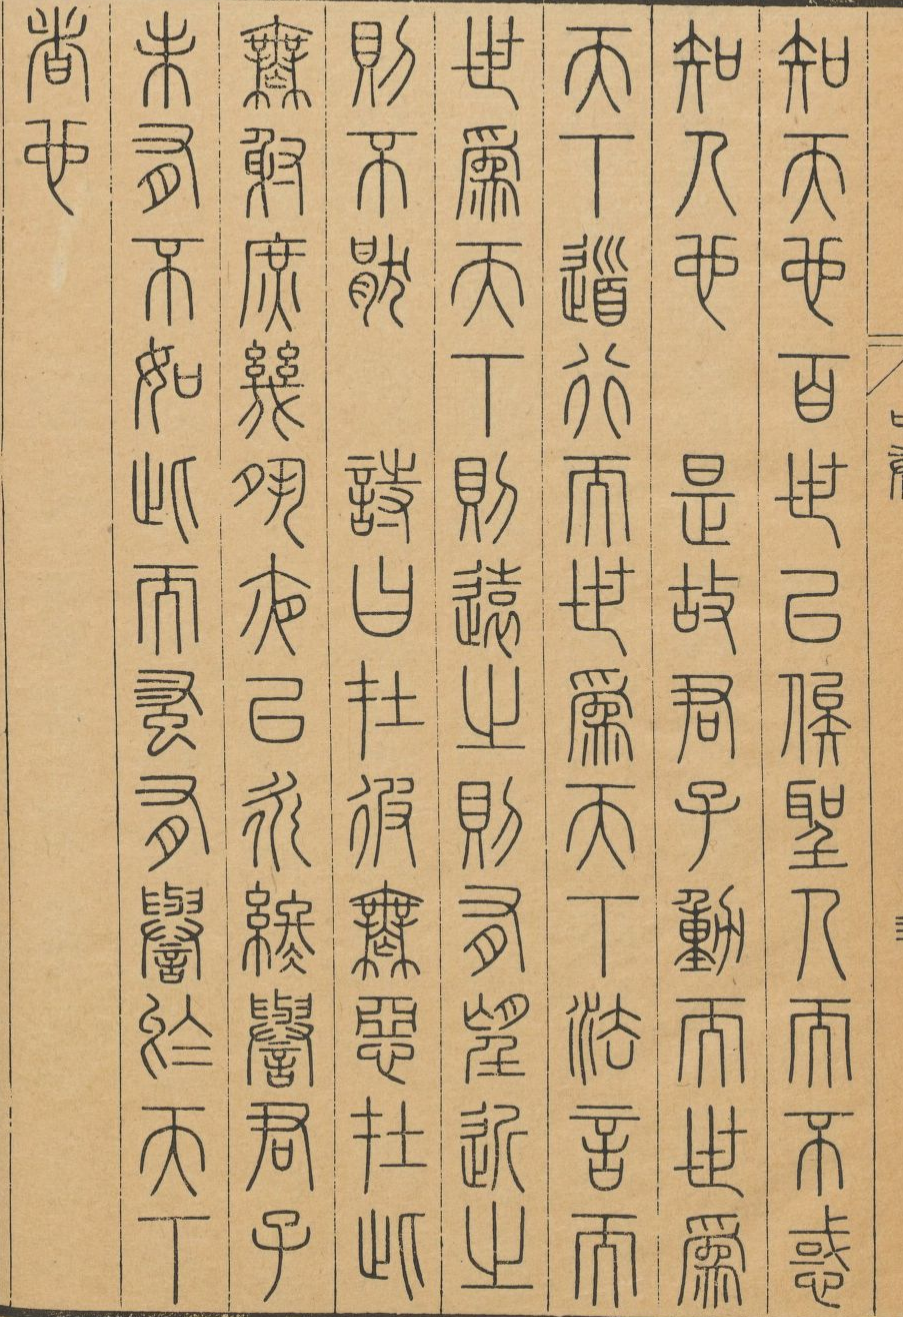 知天也百世以俟聖人而不惑
知人也 是故君子動而世爲
天下道行而世爲天下法言而
世爲天下則遠之則有望近之
則不厭 詩曰在彼無惡在此
無射庶幾夙夜以永終譽君子
未有不如此而蚤有譽於天下
者也